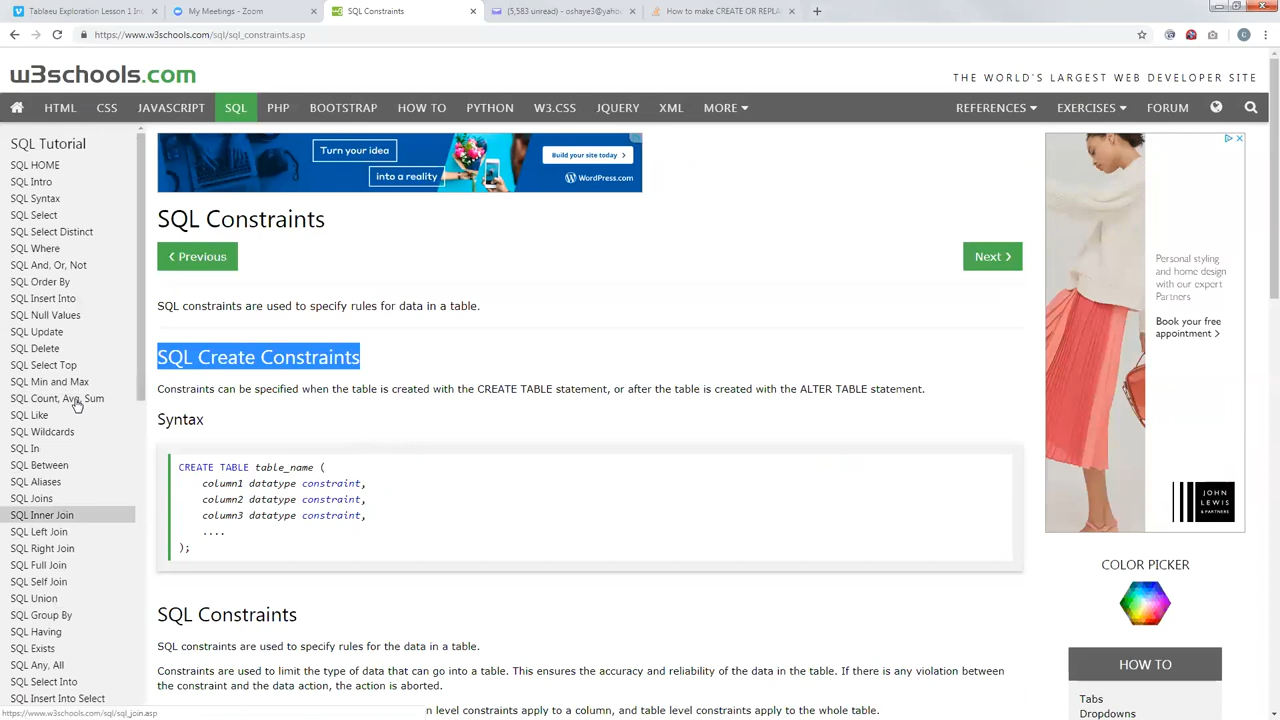 Tablaeu Exploration Lesson 1 In
My Meetings - Zoom
SQL Constraints
(5,583 unread) - oshaye3@yahoo
How to make CREATE OR REPLA
https://www.w3schools.com/sql/sql_constraints.asp
w3schools.com
THE WORLD'S LARGEST WEB DEVELOPER SITE
HTML CSS JAVASCRIPT SQL PHP BOOTSTRAP HOW TO PYTHON W3.CSS JQUERY XML MORE REFERENCES EXERCISES FORUM
SQL Tutorial
SQL HOME
SQL Intro
SQL Syntax
SQL Select
SQL Select Distinct
SQL Where
SQL And, Or, Not
SQL Order By
SQL Insert Into
SQL Null Values
SQL Update
SQL Delete
SQL Select Top
SQL Min and Max
SQL Count, Avg, Sum
SQL Like
SQL Wildcards
SQL In
SQL Between
SQL Aliases
SQL Joins
SQL Inner Join
SQL Left Join
SQL Right Join
SQL Full Join
SQL Self Join
SQL Union
SQL Group By
SQL Having
SQL Exists
SQL Any, All
SQL Select Into
SQL Insert Into Select
https://www.w3schools.com/sql/sql_join.asp
Turn your idea
into a reality
Build your site today
WordPress.com
SQL Constraints
Previous
Next
SQL constraints are used to specify rules for data in a table.
SQL Create Constraints
Constraints can be specified when the table is created with the CREATE TABLE statement, or after the table is created with the ALTER TABLE statement.
Syntax
CREATE TABLE table_name (
column1 datatype constraint,
column2 datatype constraint,
column3 datatype constraint,
....
);
SQL Constraints
SQL constraints are used to specify rules for the data in a table.
Constraints are used to limit the type of data that can go into a table. This ensures the accuracy and reliability of the data in the table. If there is any violation between
the constraint and the data action, the action is aborted.
n level constraints apply to a column, and table level constraints apply to the whole table.
Personal styling
and home design
with our expert
Partners
Book your free
appointment >
JOHN
LEWIS
& PARTNERS
COLOR PICKER
HOW TO
Tabs
Dropdowns